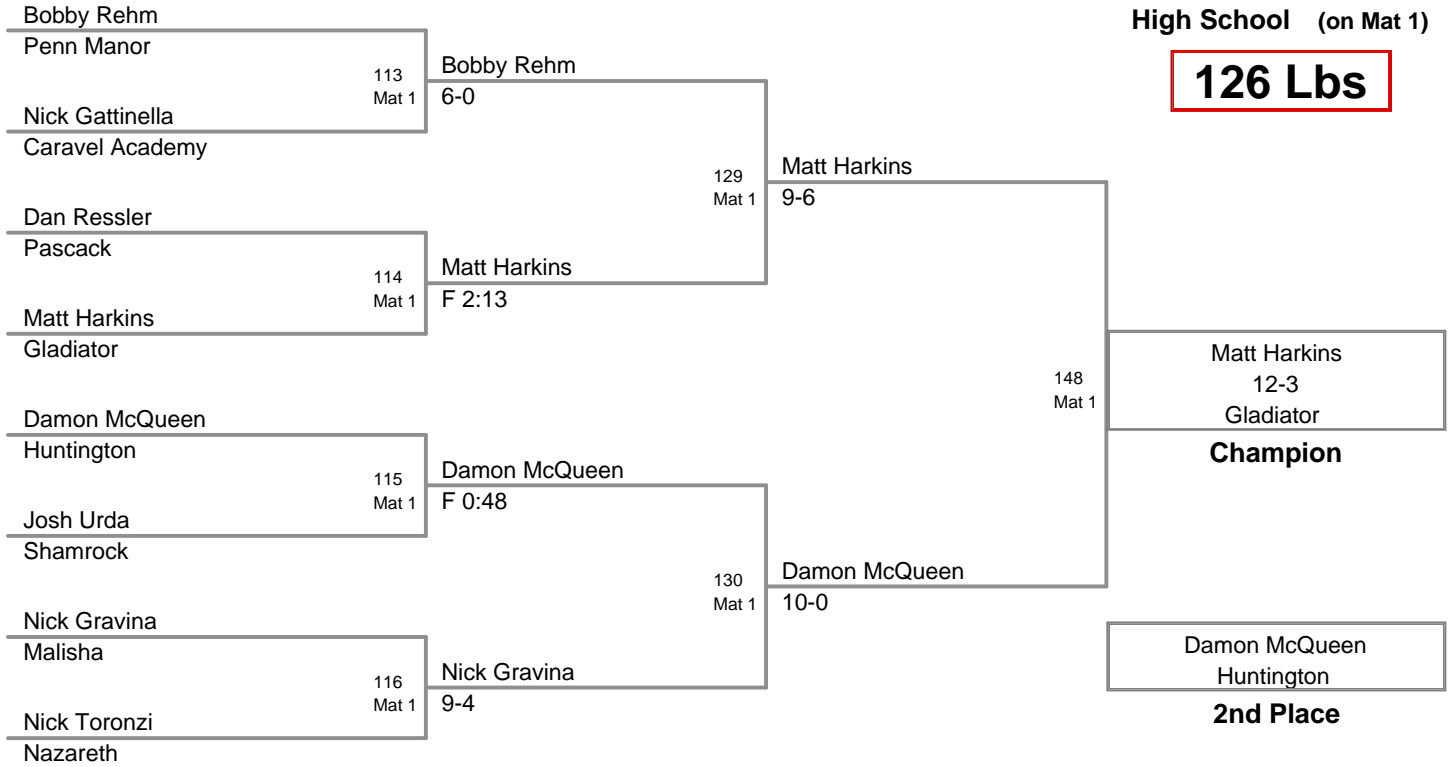 High School (on Mat 1)
126 Lbs
Bobby Rehm
Penn Manor
113
Mat 1
Bobby Rehm
6-0
Nick Gattinella
Caravel Academy
129
Mat 1
Matt Harkins
9-6
Dan Ressler
Pascack
114
Mat 1
Matt Harkins
F 2:13
Matt Harkins
Gladiator
148
Mat 1
Matt Harkins
12-3
Gladiator
Champion
Damon McQueen
Huntington
115
Mat 1
Damon McQueen
F 0:48
Josh Urda
Shamrock
130
Mat 1
Damon McQueen
10-0
Nick Gravina
Malisha
116
Mat 1
Nick Gravina
9-4
Nick Toronzi
Nazareth
Damon McQueen
Huntington
2nd Place